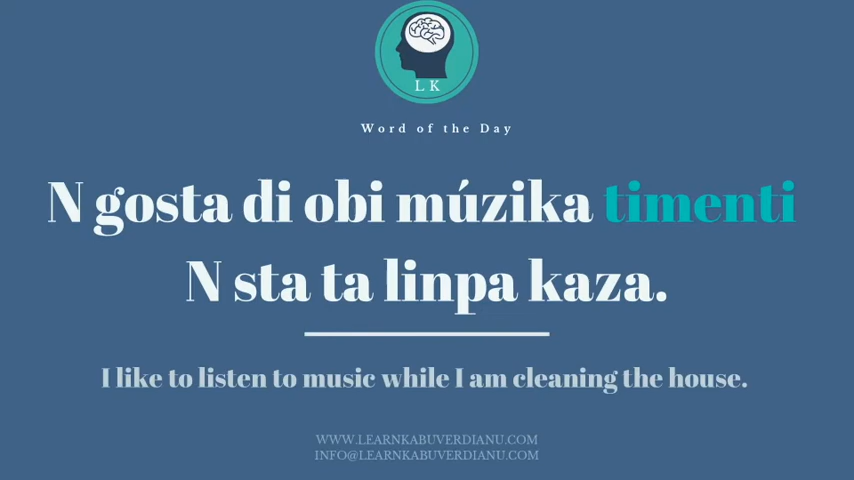 L K
Word of the Day
N gosta di obi múzika timenti
N sta ta linpa kaza.
I like to listen to music while I am cleaning the house.
WWW.LEARNKABUVERDIANU.COM
INFO@LEARNKABUVERDIANU.COM